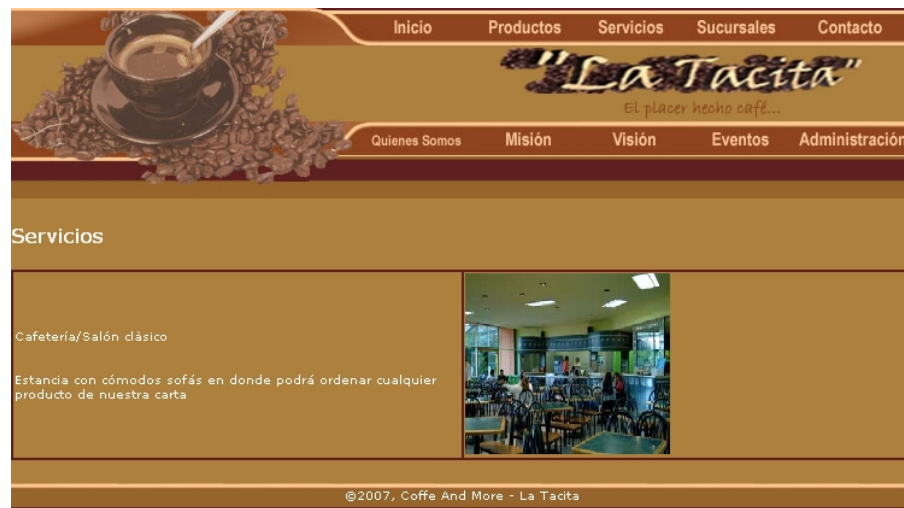 Inicio Productos Servicios Sucursales Contacto
"La Tacita"
El placer hecho café...
Quienes Somos Misión Visión Eventos Administración
Servicios
Cafetería/Salón clàsico
Estancia con cómodos sofás en donde podrá ordenar cualquier
producto de nuestra carta
©2007, Coffe And More - La Tacita